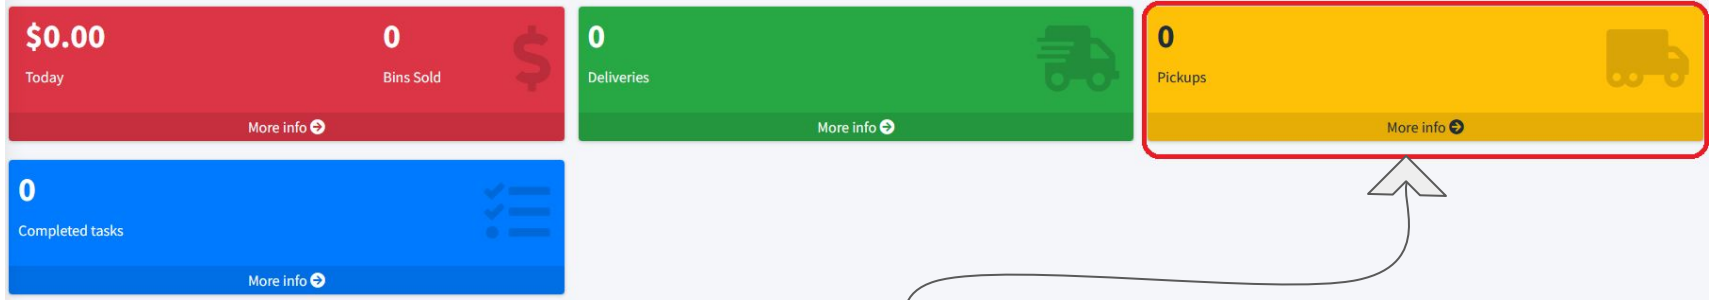 $0.00
0
Today
Bins Sold
More info
0
Deliveries
More info
0
Pickups
More info
0
Completed tasks
More info